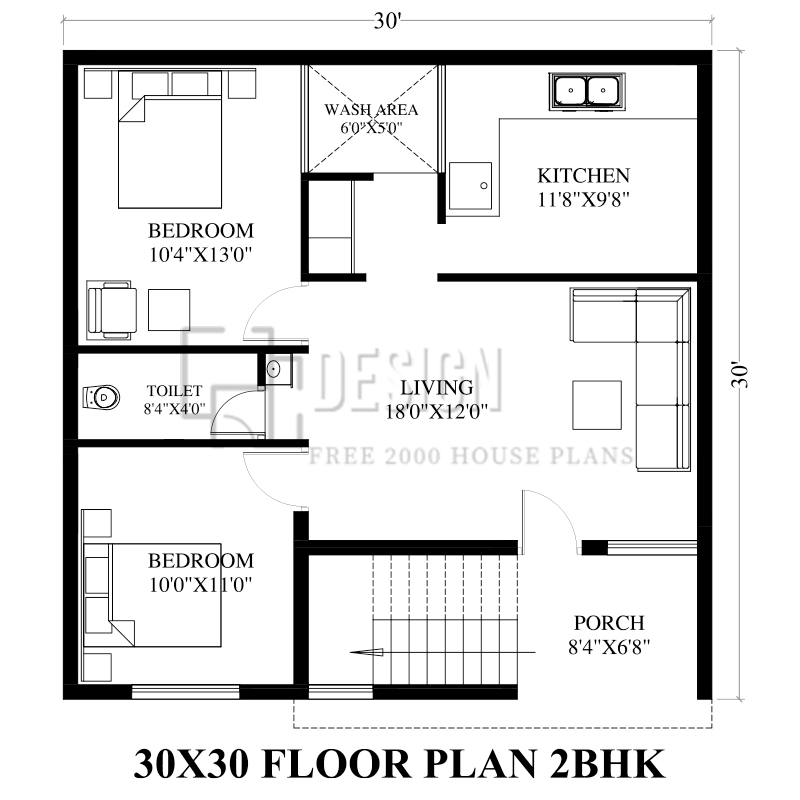 30'
WASH AREA
6'0"X5'0"
KITCHEN
11'8"X9'8"
BEDROOM
10'4"X13'0"
30'
TOILET
8'4"X4'0"
LIVING
18'0"X12'0"
DESIGN
FREE 2000 HOUSE PLANS
BEDROOM
10'0"X11'0"
PORCH
8'4"X6'8"
30X30 FLOOR PLAN 2BHK